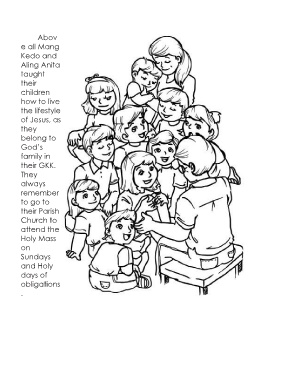 Abov
e all Mang
Kedo and
Aling Anita
taught
their
children
how to live
the lifestyle
of Jesus, as
they
belong to
God's
family in
their GKK.
They
always
remember
to go to
their Parish
Church to
attend the
Holy Mass
on
Sundays
and Holy
days of
obligations
.